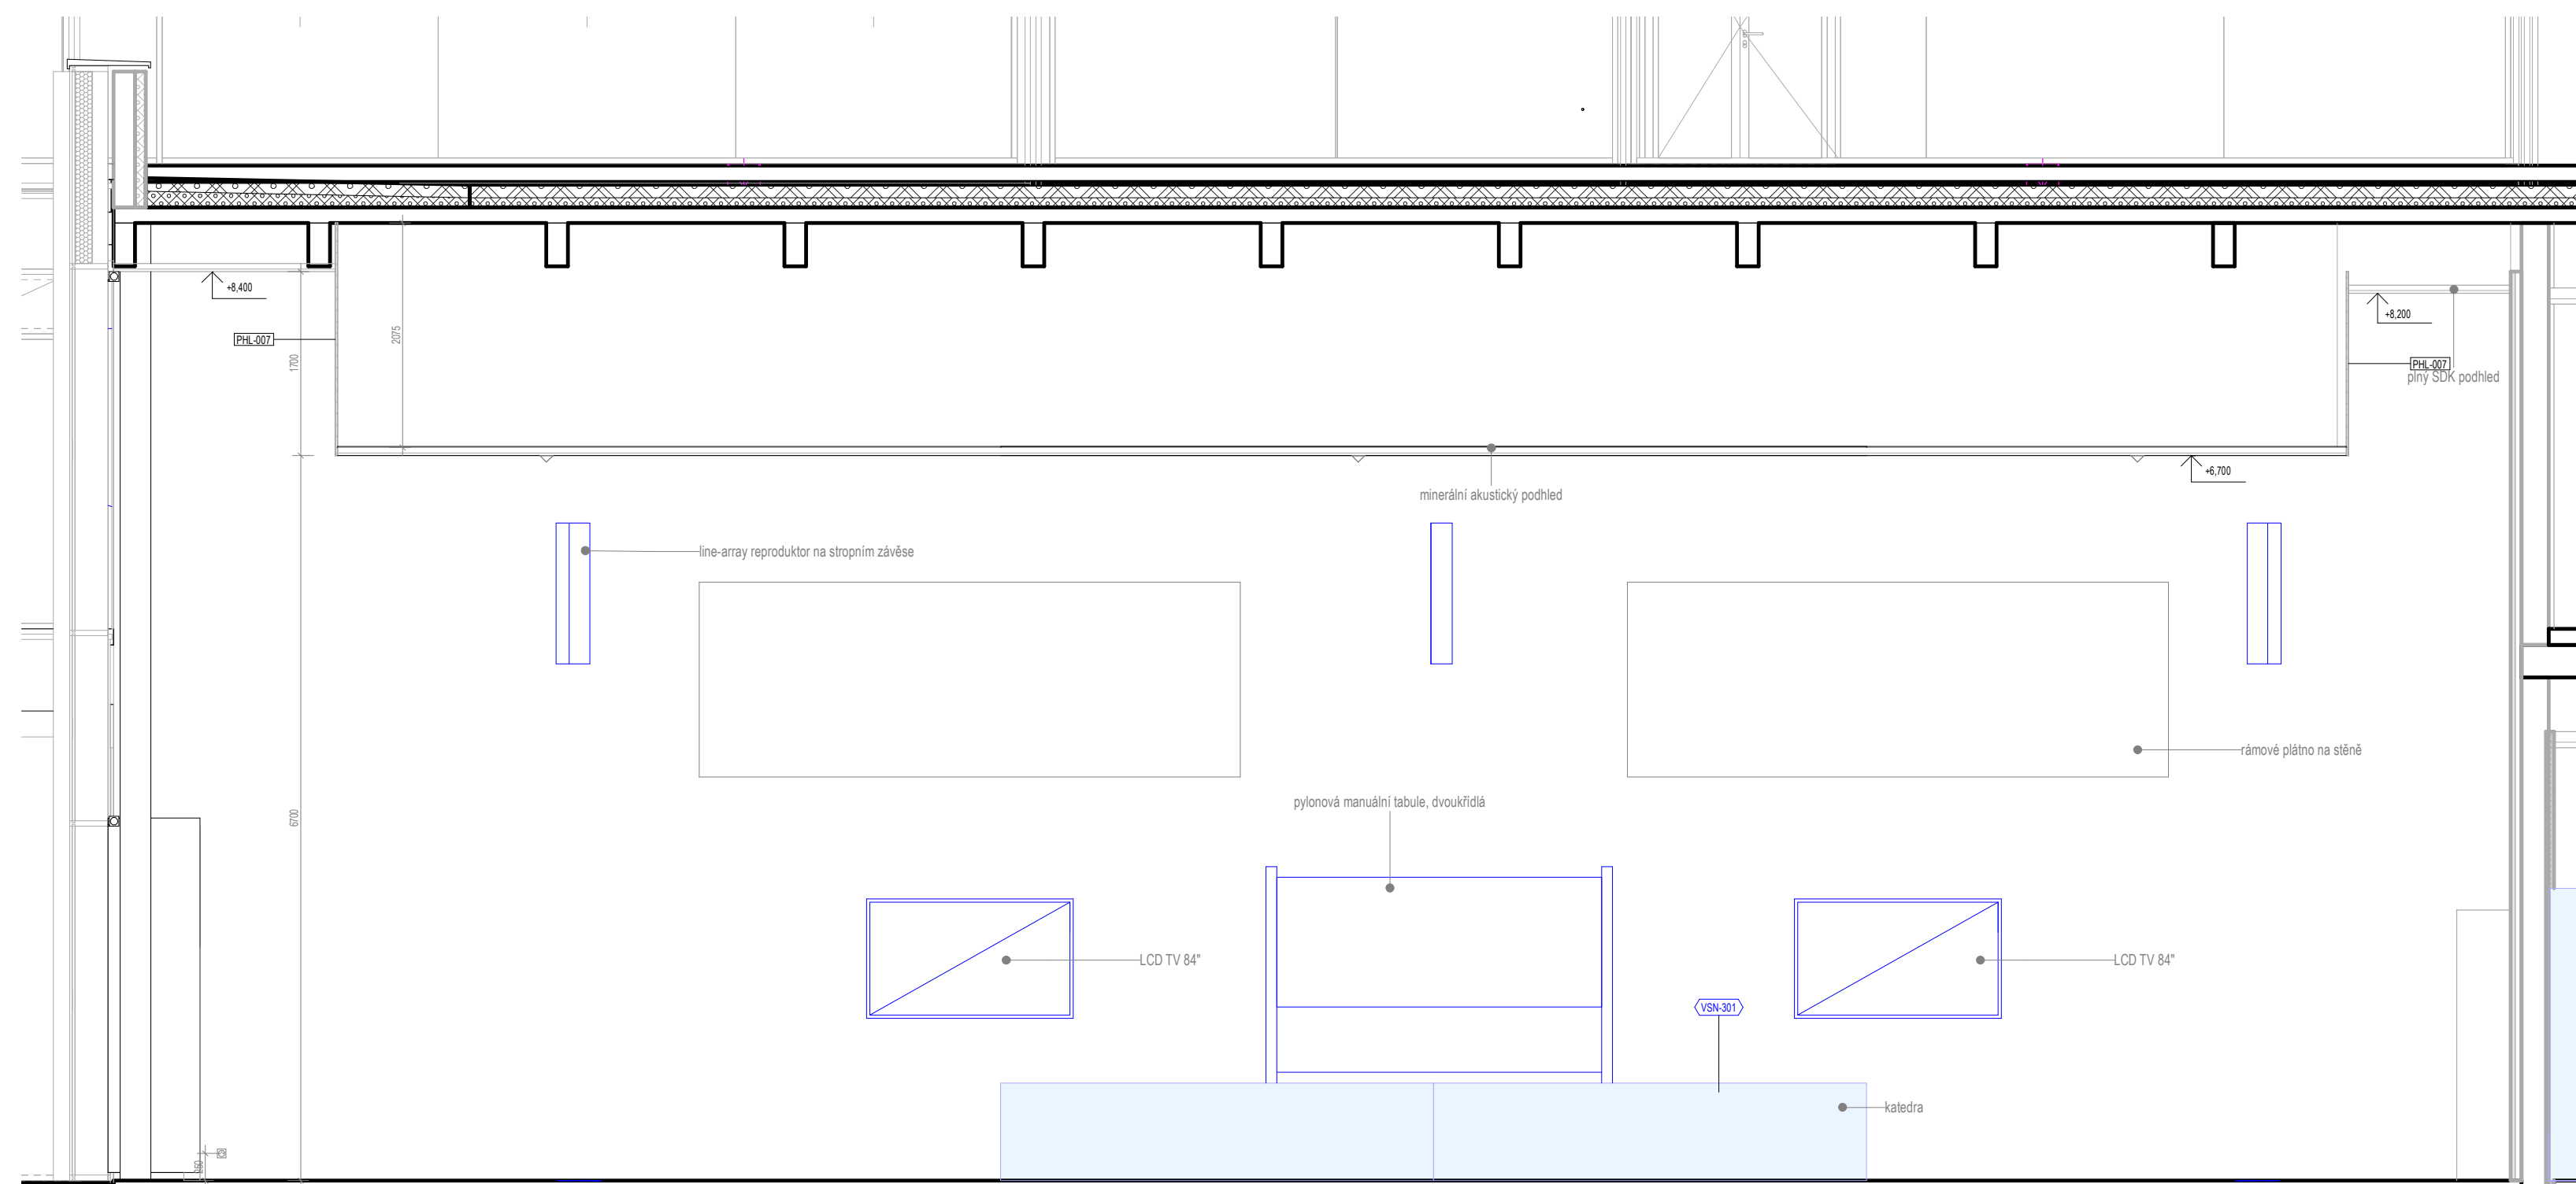 +8,400
+8,200
PHL-007
2075
1700
PHL-007
plný SDK podhled
+6,700
minerální akustický podhled
line-array reproduktor na stropním závěse
rámové plátno na stěně
pylonová manuální tabule, dvoukřídlá
6700
LCD TV 84"
LCD TV 84"
VSN-301
katedra